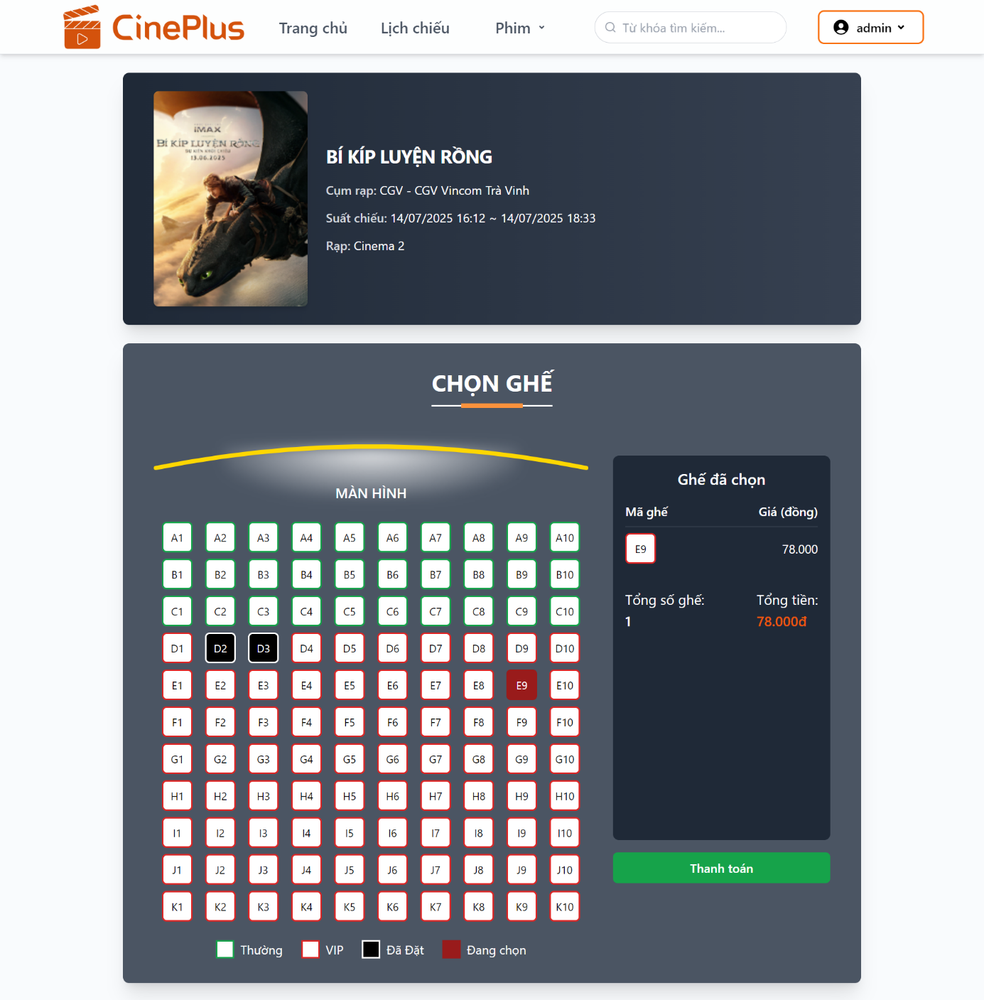 CinePlus
Trang chủ
Lịch chiếu
Phim
Từ khóa tìm kiếm...
admin
IMAX
BÍ KÍP LUYỆN RỒNG
13.06.2025
BÍ KÍP LUYỆN RỒNG
Cụm rạp: CGV - CGV Vincom Trà Vinh
Suất chiếu: 14/07/2025 16:12 ~ 14/07/2025 18:33
Rạp: Cinema 2
CHỌN GHẾ
MÀN HÌNH
A1 A2 A3 A4 A5 A6 A7 A8 A9 A10
B1 B2 B3 B4 B5 B6 B7 B8 B9 B10
C1 C2 C3 C4 C5 C6 C7 C8 C9 C10
D1 D2 D3 D4 D5 D6 D7 D8 D9 D10
E1 E2 E3 E4 E5 E6 E7 E8 E9 E10
F1 F2 F3 F4 F5 F6 F7 F8 F9 F10
G1 G2 G3 G4 G5 G6 G7 G8 G9 G10
H1 H2 H3 H4 H5 H6 H7 H8 H9 H10
I1 I2 I3 I4 I5 I6 I7 I8 I9 I10
J1 J2 J3 J4 J5 J6 J7 J8 J9 J10
K1 K2 K3 K4 K5 K6 K7 K8 K9 K10
Thường VIP Đã Đặt Đang chọn
Ghế đã chọn
Mã ghế Giá (đồng)
E9 78.000
Tổng số ghế: Tổng tiền:
1 78.000đ
Thanh toán